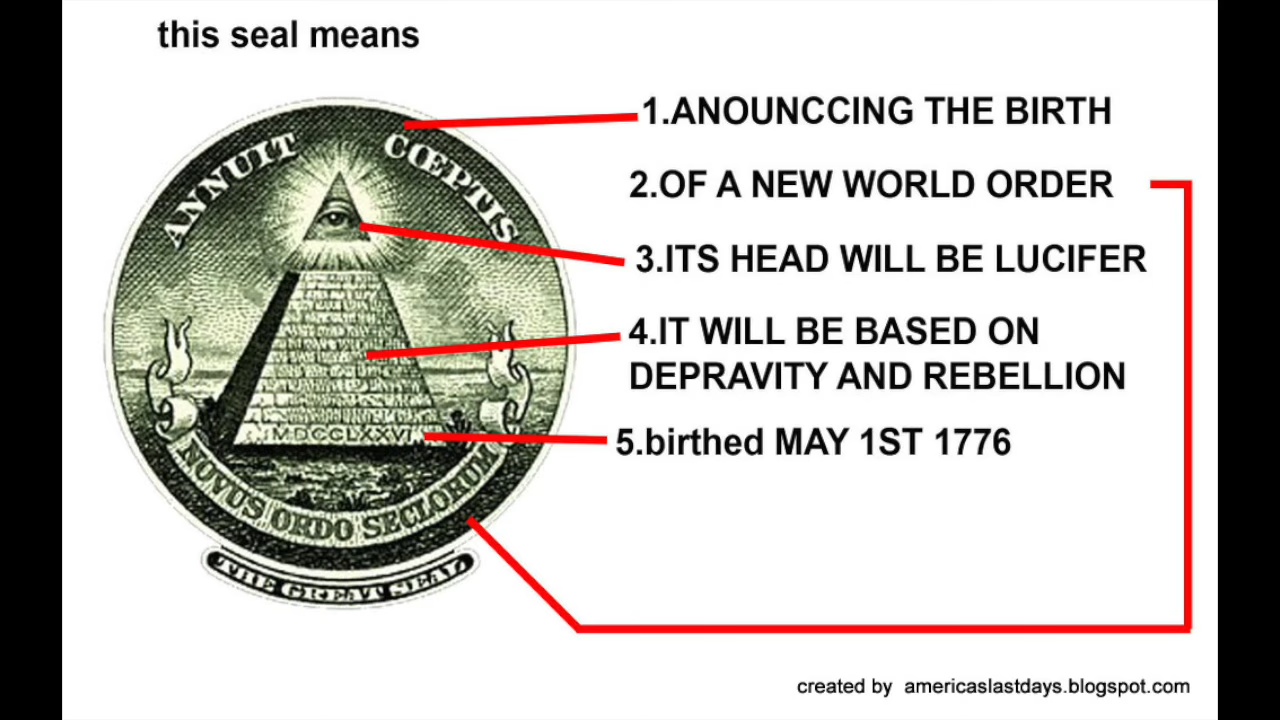 this seal means
ANNUIT CŒPTIS
1.ANOUNCCING THE BIRTH
2.OF A NEW WORLD ORDER
3.ITS HEAD WILL BE LUCIFER
4.IT WILL BE BASED ON
DEPRAVITY AND REBELLION
MDCCLXXVI
5.birthed MAY 1ST 1776
NOVUS ORDO SECLORUM
THE GREAT SEAL
created by americaslastdays.blogspot.com